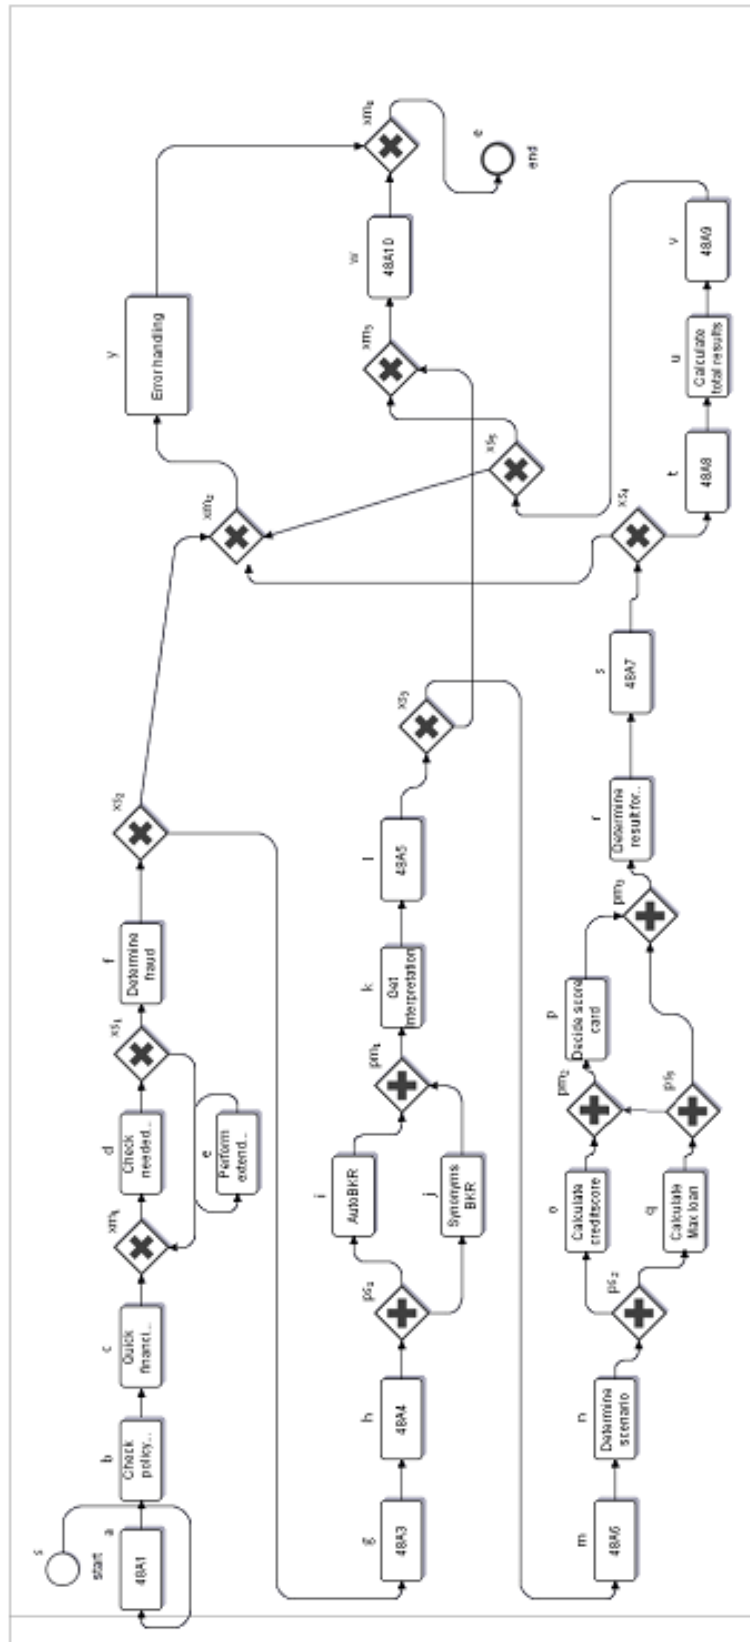 s
start
a
48A1
b
Check
policy...
c
Quick
financi...
xm₁
d
Check
needed...
e
Perform
extend...
xs₁
f
Determine
fraud
xs₂
xm₂
y
Error handling
xm₆
e
end
g
48A3
h
48A4
ps₁
i
AutoBKR
j
Synonyms
BKR
pm₁
k
Get
Interpretation
l
48A5
xs₃
xm₅
w
48A10
xs₅
m
48A6
n
Determine
scenario
ps₂
o
Calculate
creditscore
q
Calculate
Max loan
pm₂
ps₃
p
Decide score
card
pm₃
r
Determine
result for..
s
48A7
xs₄
t
48A8
u
Calculate
total results
v
48A9